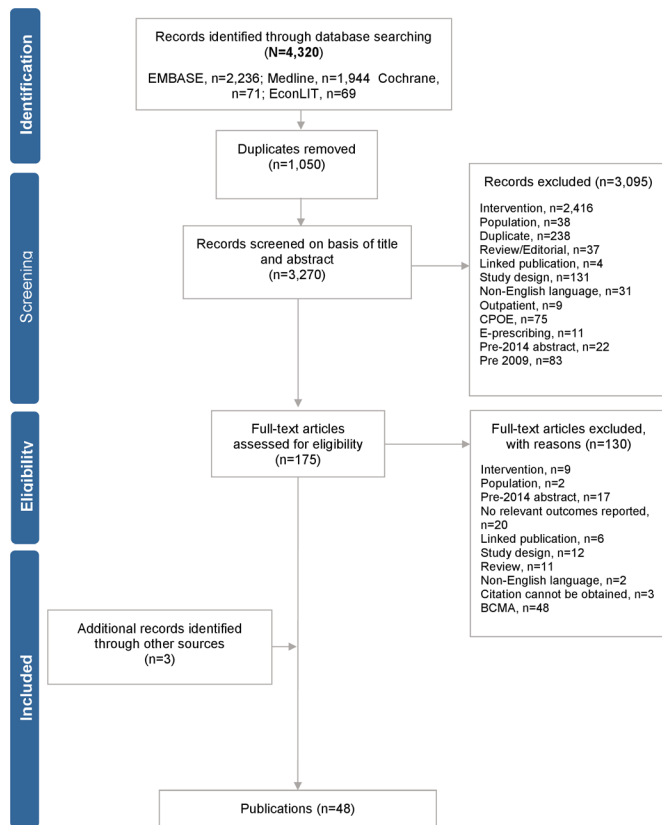 Identification
Records identified through database searching
(N=4,320)
EMBASE, n=2,236; Medline, n=1,944 Cochrane,
n=71; EconLIT, n=69
Duplicates removed
(n=1,050)
Screening
Records screened on basis of title
and abstract
(n=3,270)
Records excluded (n=3,095)
Intervention, n=2,416
Population, n=38
Duplicate, n=238
Review/Editorial, n=37
Linked publication, n=4
Study design, n=131
Non-English language, n=31
Outpatient, n=9
CPOE, n=75
E-prescribing, n=11
Pre-2014 abstract, n=22
Pre 2009, n=83
Eligibility
Full-text articles
assessed for eligibility
(n=175)
Full-text articles excluded,
with reasons (n=130)
Intervention, n=9
Population, n=2
Pre-2014 abstract, n=17
No relevant outcomes reported,
n=20
Linked publication, n=6
Study design, n=12
Review, n=11
Non-English language, n=2
Citation cannot be obtained, n=3
BCMA, n=48
Included
Additional records identified
through other sources
(n=3)
Publications (n=48)